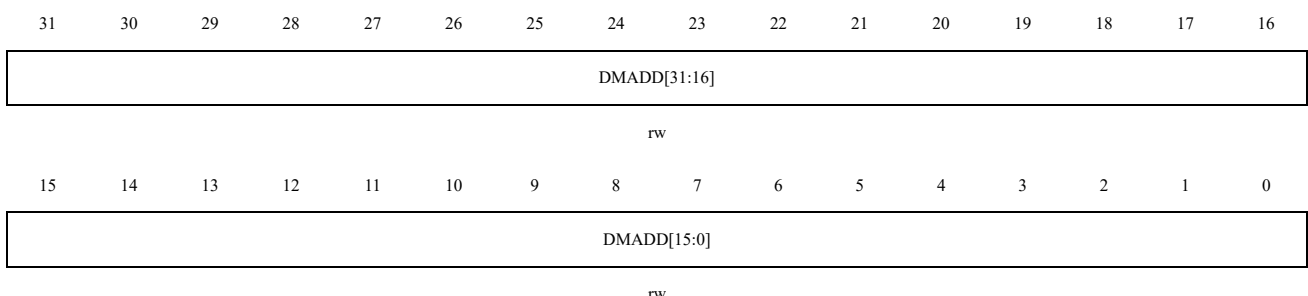 31 30 29 28 27 26 25 24 23 22 21 20 19 18 17 16
DMADD[31:16]
rw
15 14 13 12 11 10 9 8 7 6 5 4 3 2 1 0
DMADD[15:0]
rw